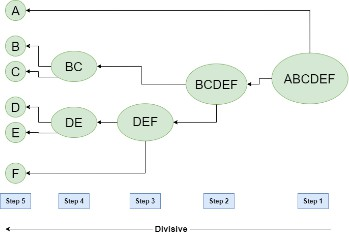 A
B
C
BC
D
E
DE
F
DEF
BCDEF
ABCDEF
Step 5
Step 4
Step 3
Step 2
Step 1
Divisive